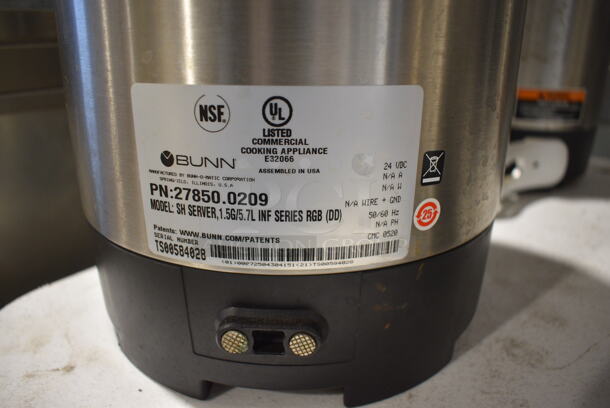 NSF
UL
LISTED
COMMERCIAL
COOKING APPLIANCE
E32066
BUNN
MANUFACTURED BY BUNN-O-MATIC CORPORATION
SPRINGFIELD, ILLINOIS, U.S.A
ASSEMBLED IN USA
PN:27850.0209
MODEL: SH SERVER,1.5G/5.7L INF SERIES RGB (DD)
24 VDC
N/A A
N/A W
N/A WIRE + GND
50/60 Hz
N/A PH
CMC 0520
25
Patents: WWW.BUNN.COM/PATENTS
SERIAL NUMBER
TS00584028